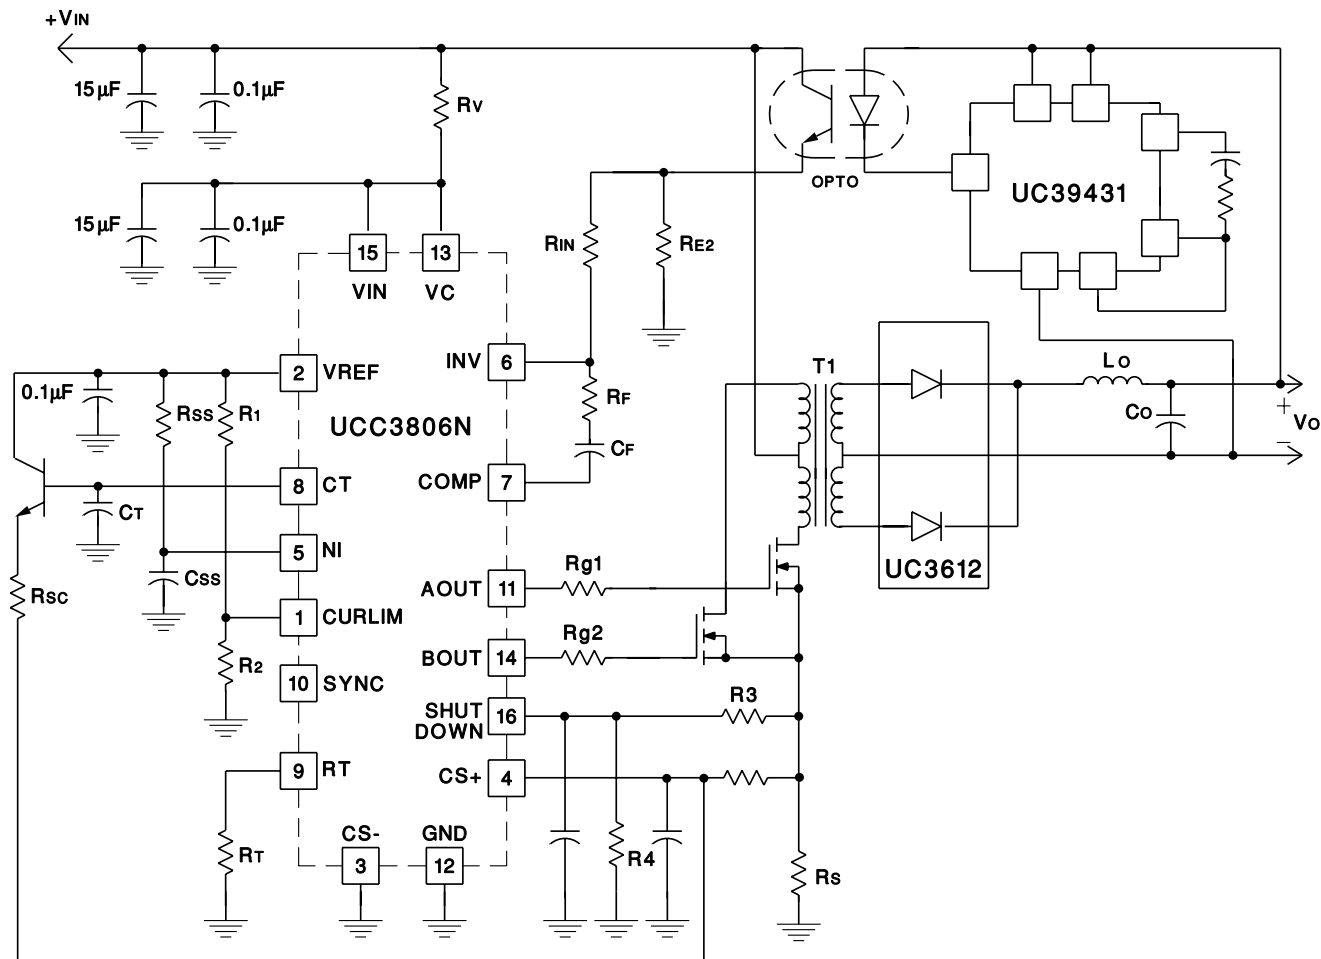 +VIN
15µF
0.1µF
RV
OPTO
UC39431
15µF
0.1µF
RIN
RE2
15
13
VIN
VC
INV
6
2
VREF
0.1µF
RSS
R1
RF
T1
LO
UCC3806N
CF
CO
+
VO
–
COMP
7
8
CT
CT
5
NI
CSS
AOUT
11
Rg1
UC3612
RSC
1
CURLIM
R2
BOUT
14
Rg2
10
SYNC
SHUT
DOWN
16
R3
9
RT
CS+
4
RT
CS-
GND
3
12
R4
RS